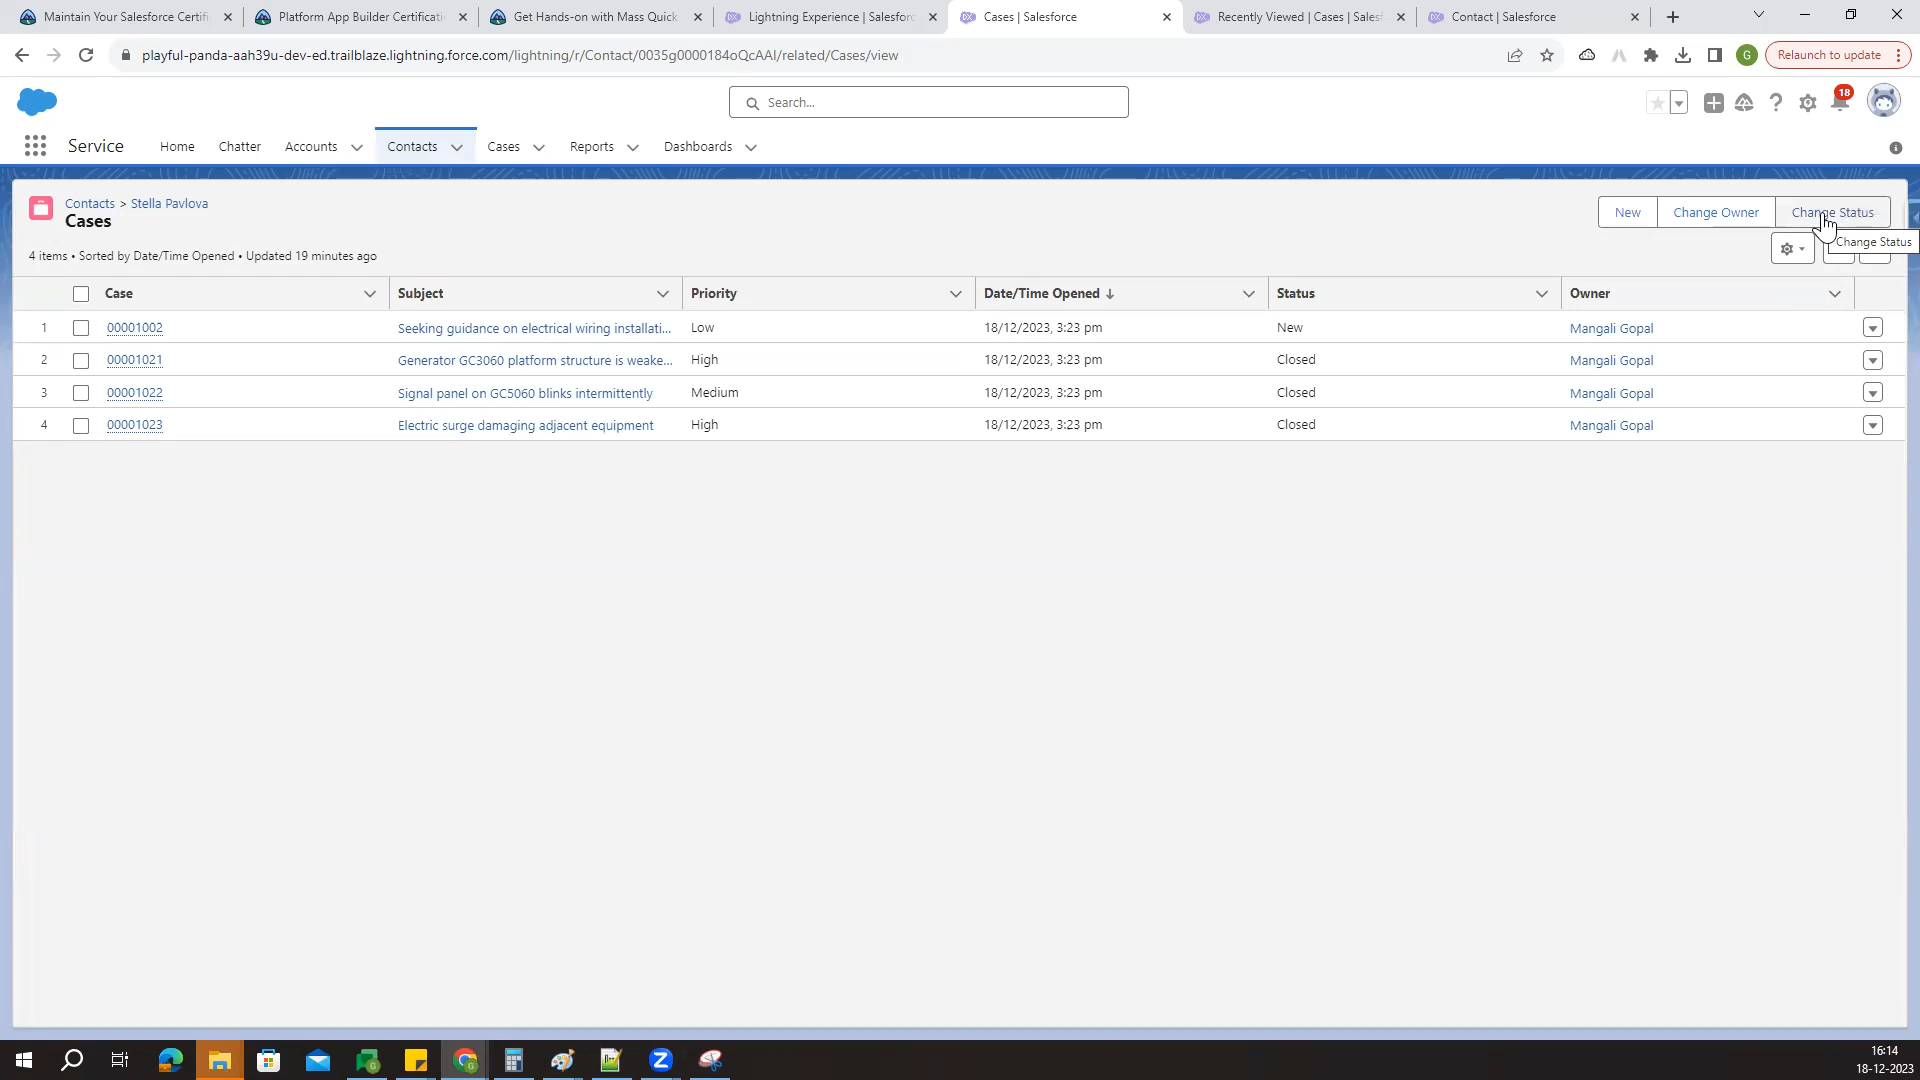 Maintain Your Salesforce Certifi
Platform App Builder Certificati
Get Hands-on with Mass Quick
Lightning Experience | Salesforc
Cases | Salesforce
Recently Viewed | Cases | Salesf
Contact | Salesforce
playful-panda-aah39u-dev-ed.trailblaze.lightning.force.com/lightning/r/Contact/0035g0000184oQcAAI/related/Cases/view
G
Relaunch to update
Search...
18
Service
Home
Chatter
Accounts
Contacts
Cases
Reports
Dashboards
Contacts > Stella Pavlova
Cases
New
Change Owner
Change Status
Change Status
4 items • Sorted by Date/Time Opened • Updated 19 minutes ago
Case Subject Priority Date/Time Opened Status Owner
1 00001002 Seeking guidance on electrical wiring installati... Low 18/12/2023, 3:23 pm New Mangali Gopal
2 00001021 Generator GC3060 platform structure is weake... High 18/12/2023, 3:23 pm Closed Mangali Gopal
3 00001022 Signal panel on GC5060 blinks intermittently Medium 18/12/2023, 3:23 pm Closed Mangali Gopal
4 00001023 Electric surge damaging adjacent equipment High 18/12/2023, 3:23 pm Closed Mangali Gopal
16:14
18-12-2023